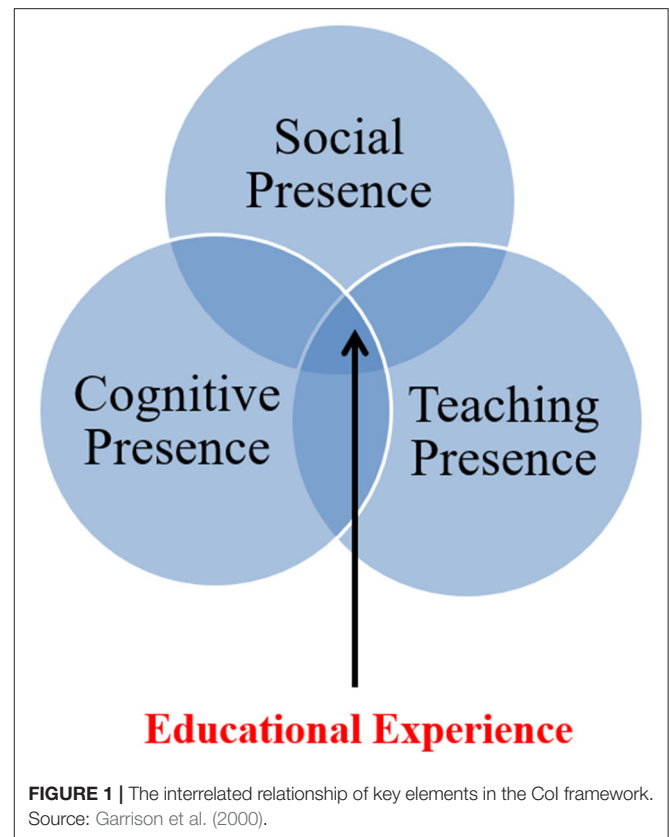 Social
Presence
Cognitive
Presence
Teaching
Presence
Educational Experience
FIGURE 1 | The interrelated relationship of key elements in the CoI framework.
Source: Garrison et al. (2000).